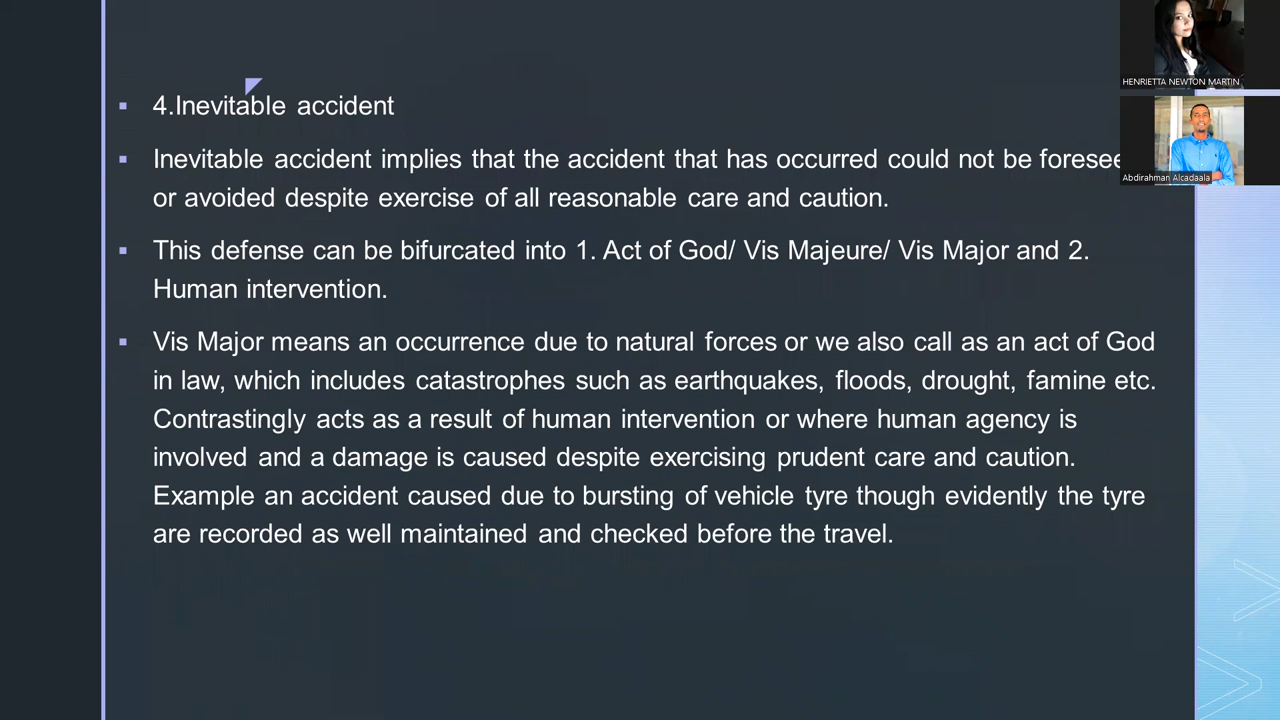 4.Inevitable accident
Inevitable accident implies that the accident that has occurred could not be
or avoided despite exercise of all reasonable care and caution.
This defense can be bifurcated into 1. Act of God/ Vis Majeure/ Vis Major and 2.
Human intervention.
Vis Major means an occurrence due to natural forces or we also call as an act of God
in law, which includes catastrophes such as earthquakes, floods, drought, famine etc.
Contrastingly acts as a result of human intervention or where human agency is
involved and a damage is caused despite exercising prudent care and caution.
Example an accident caused due to bursting of vehicle tyre though evidently the tyre
are recorded as well maintained and checked before the travel.
HENRIETTA NEWTON MARTIN
Abdirahman Alcadaala